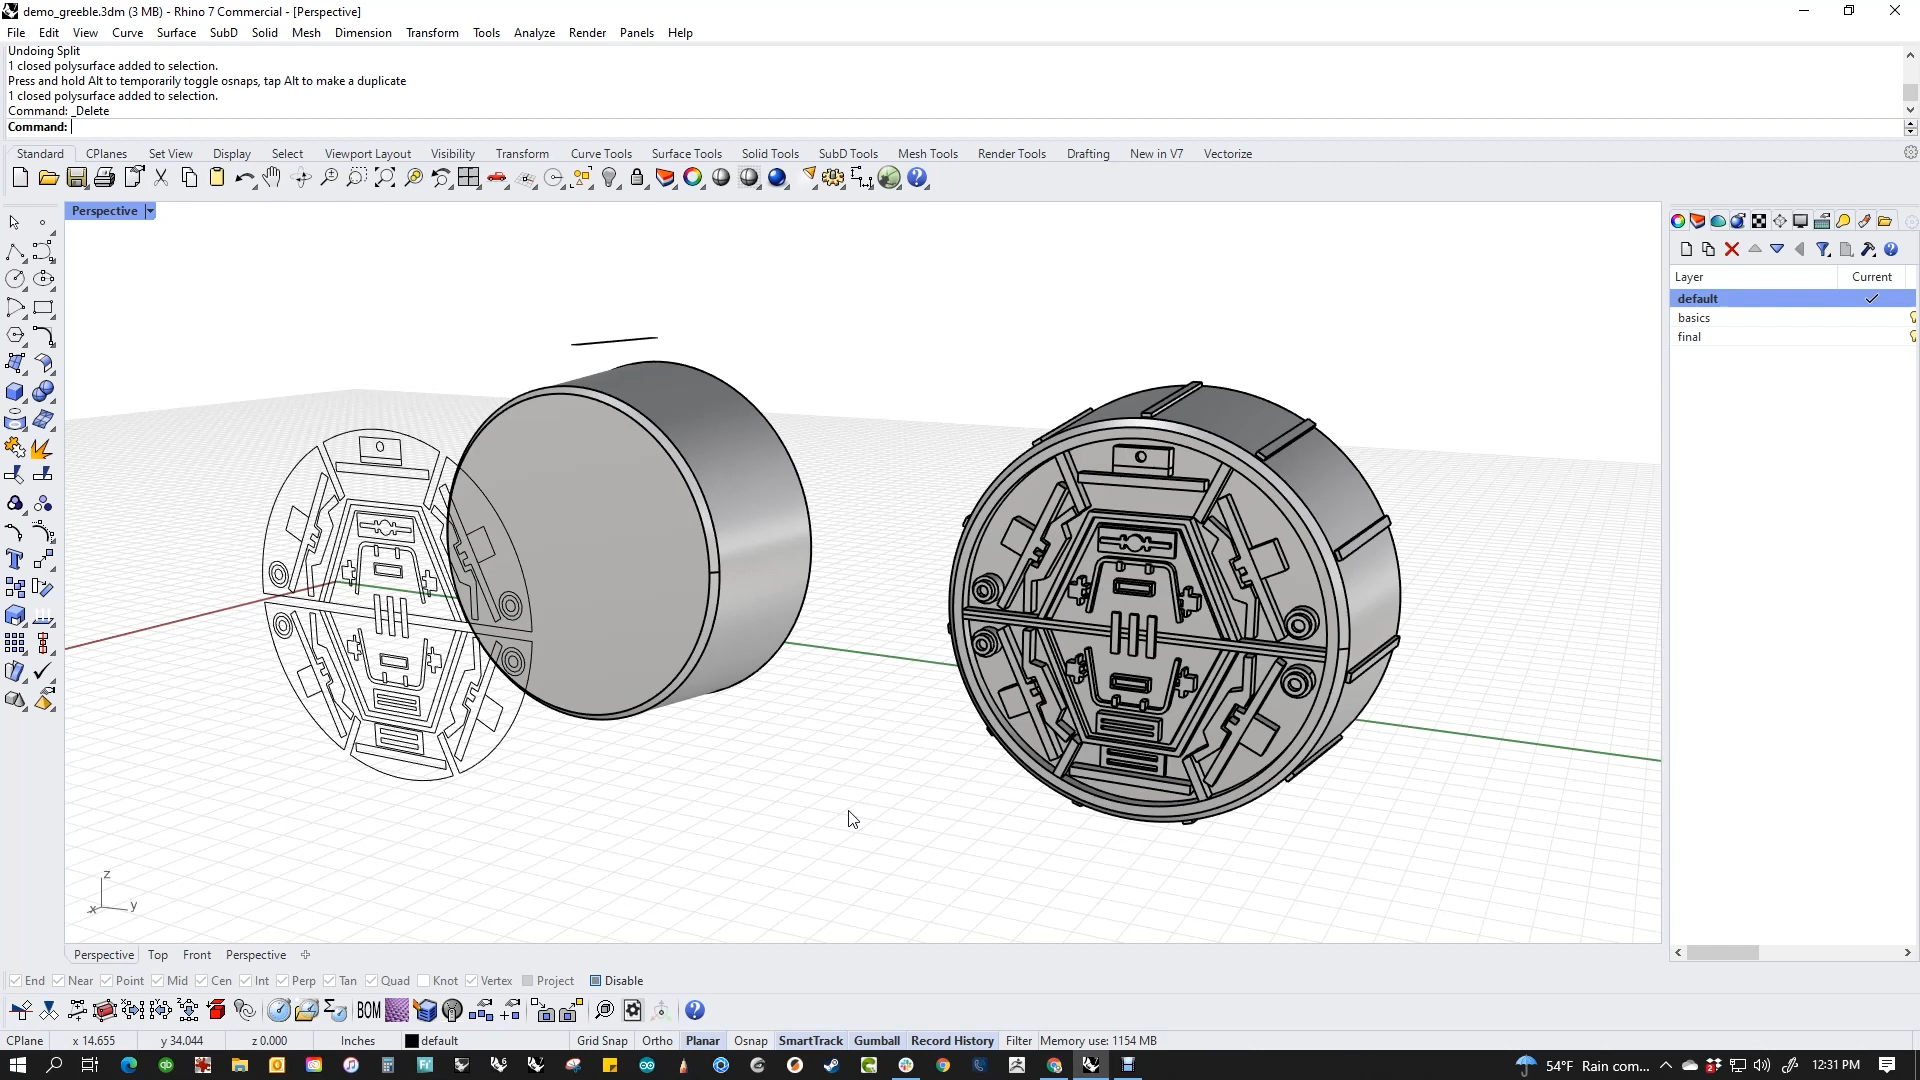 demo_greeble.3dm (3 MB) - Rhino 7 Commercial - [Perspective]
File Edit View Curve Surface SubD Solid Mesh Dimension Transform Tools Analyze Render Panels Help
Undoing Split
1 closed polysurface added to selection.
Press and hold Alt to temporarily toggle osnaps, tap Alt to make a duplicate
1 closed polysurface added to selection.
Command: _Delete
Command:
Standard CPlanes Set View Display Select Viewport Layout Visibility Transform Curve Tools Surface Tools Solid Tools SubD Tools Mesh Tools Render Tools Drafting New in V7 Vectorize
Perspective
Layer Current
default
basics
final
z
x y
Perspective Top Front Perspective
End Near Point Mid Cen Int Perp Tan Quad Knot Vertex Project Disable
BOM
CPlane x 14.655 y 34.044 z 0.000 Inches default Grid Snap Ortho Planar Osnap SmartTrack Gumball Record History Filter Memory use: 1154 MB
54°F Rain com... 12:31 PM